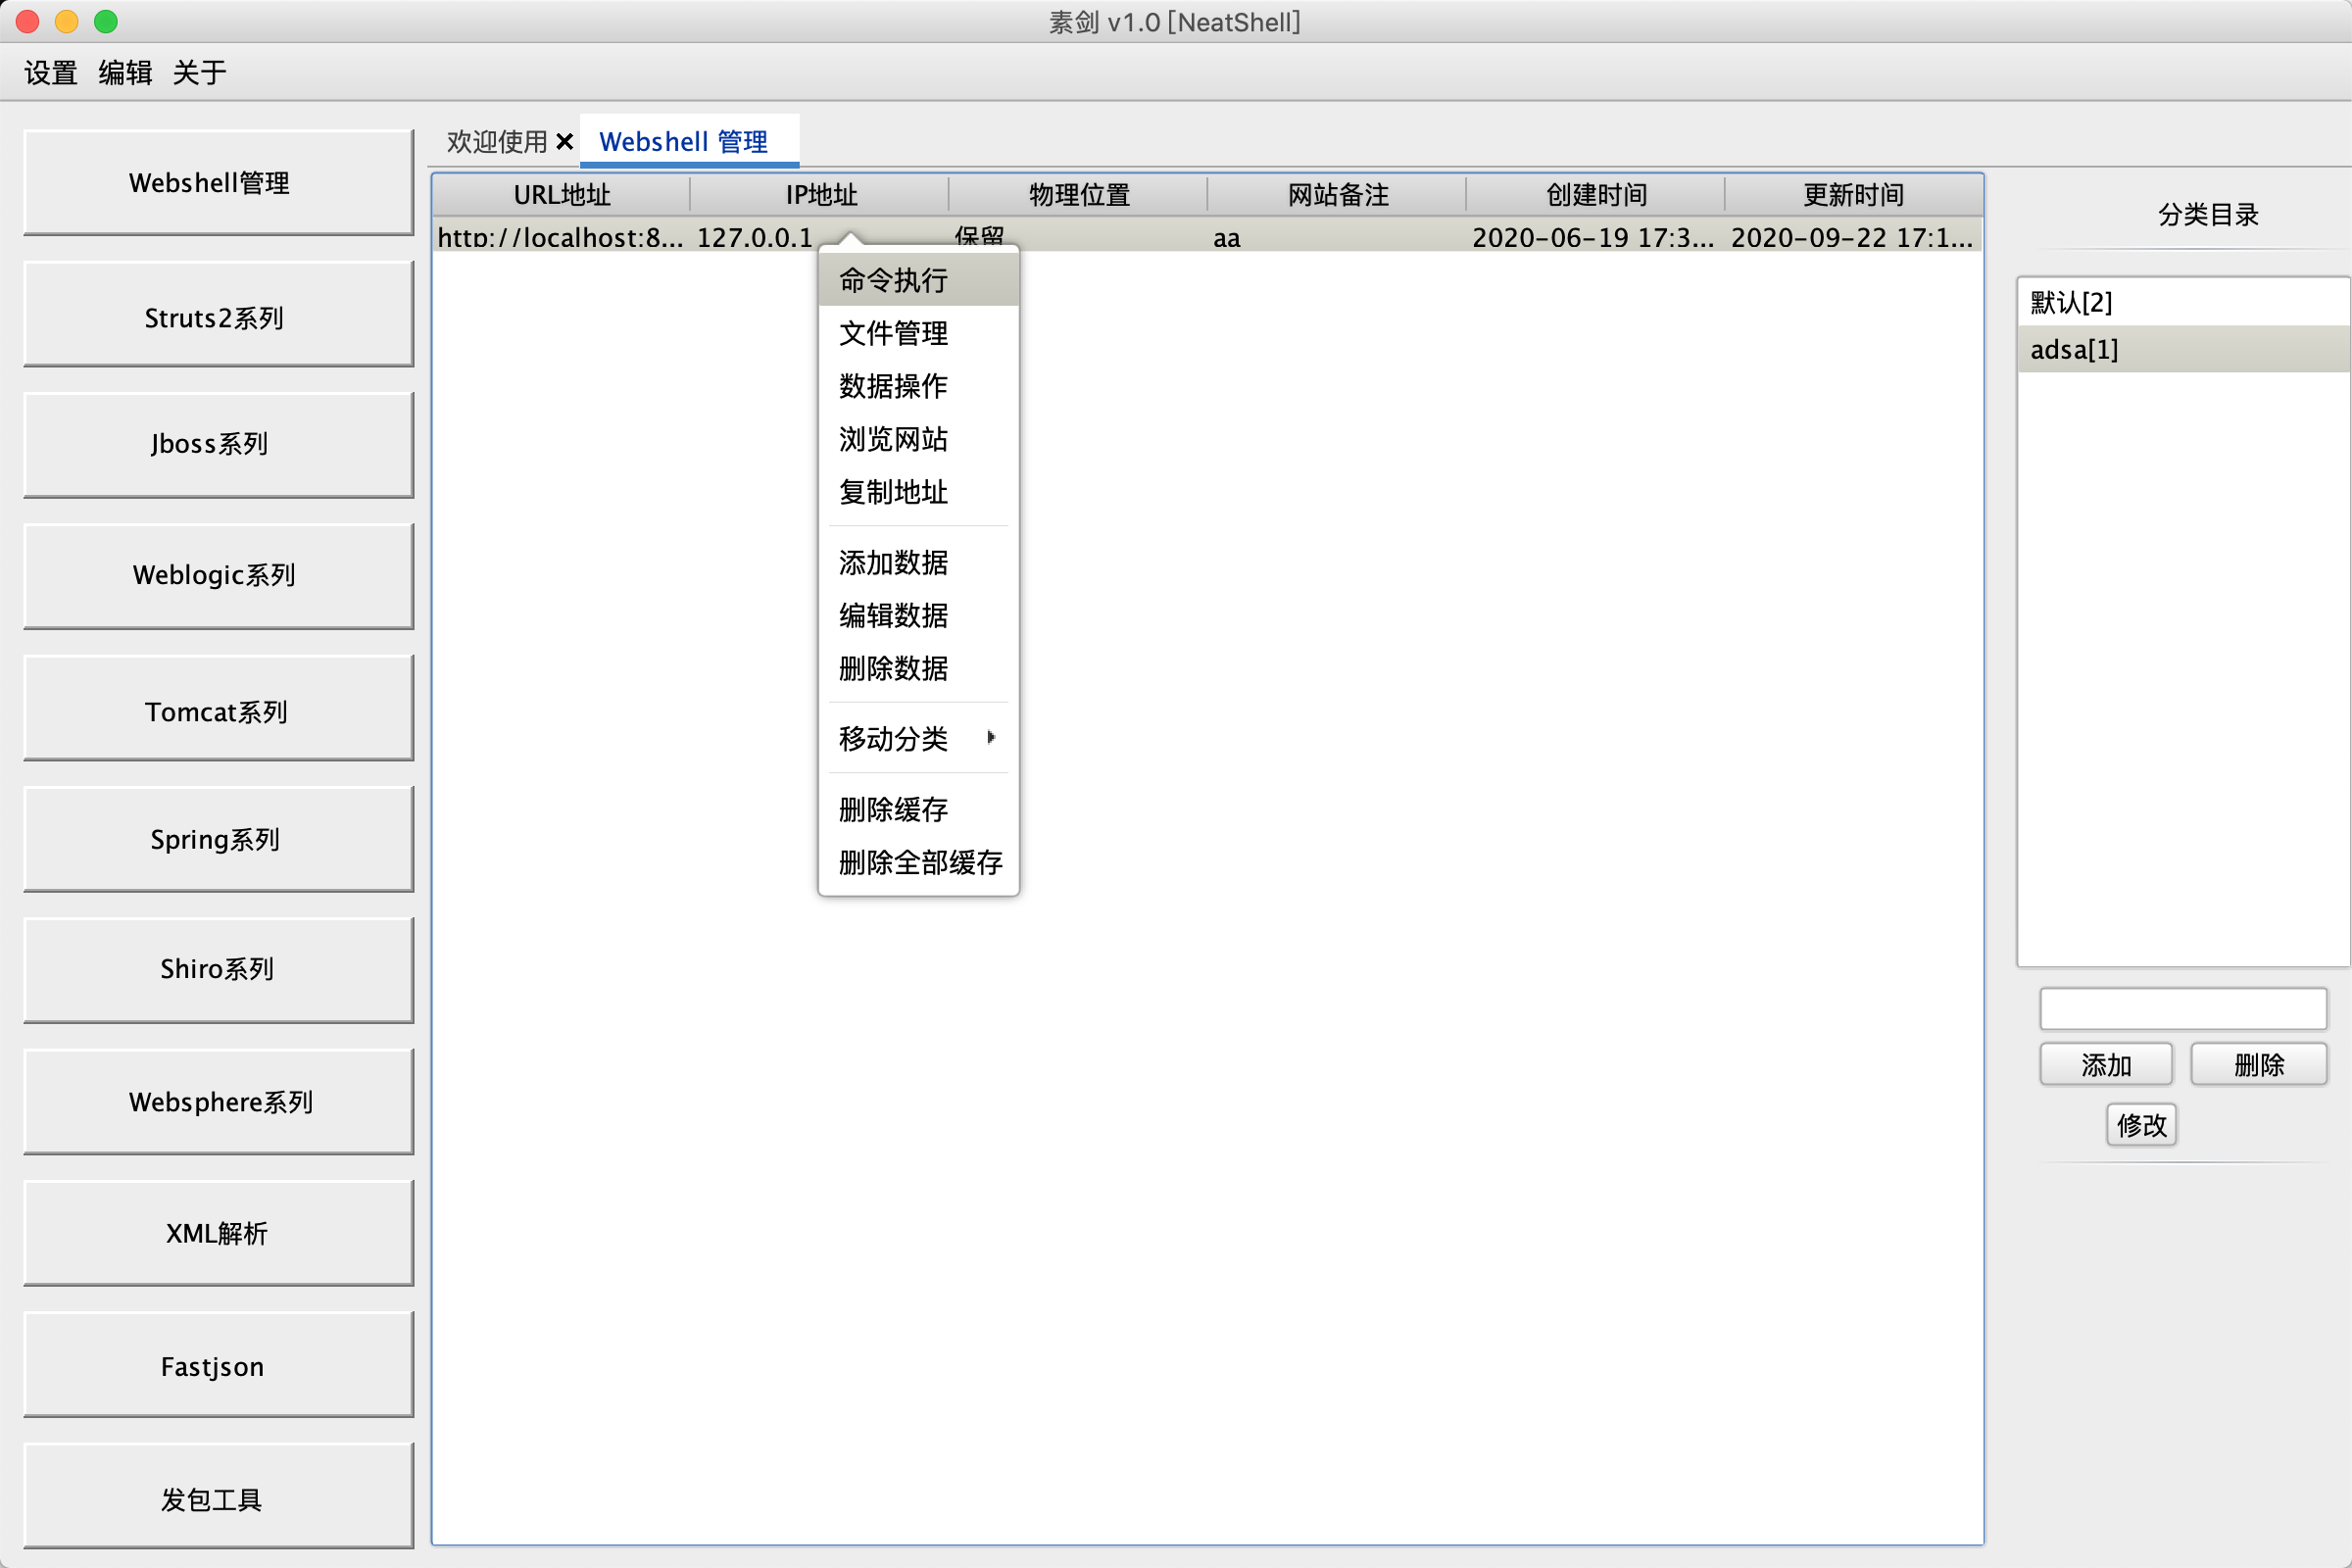 素剑 v1.0 [NeatShell]
设置 编辑 关于
Webshell管理
Struts2系列
Jboss系列
Weblogic系列
Tomcat系列
Spring系列
Shiro系列
Websphere系列
XML解析
Fastjson
发包工具
欢迎使用 Webshell 管理
URL地址 IP地址 物理位置 网站备注 创建时间 更新时间
http://localhost:8... 127.0.0.1 保留 aa 2020-06-19 17:3... 2020-09-22 17:1...
命令执行
文件管理
数据操作
浏览网站
复制地址
添加数据
编辑数据
删除数据
移动分类
删除缓存
删除全部缓存
分类目录
默认[2]
adsa[1]
添加 删除
修改